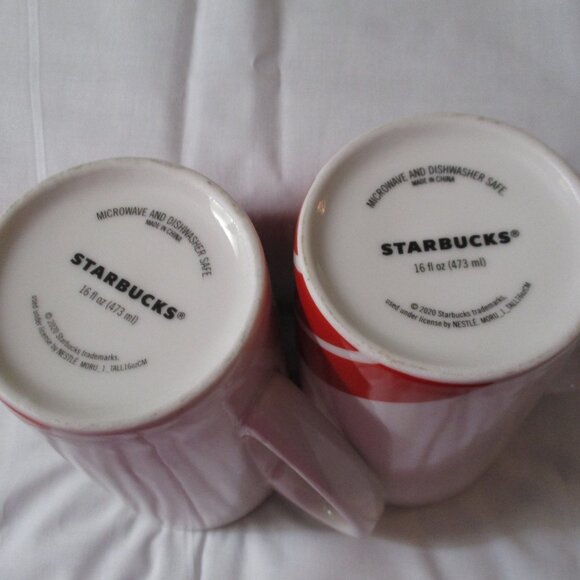 MICROWAVE AND DISHWASHER SAFE
MADE IN CHINA
STARBUCKS®
16 fl oz (473 ml)
© 2020 Starbucks trademarks,
used under license by NESTLE. MORU_1_TALL16ozCM
MICROWAVE AND DISHWASHER SAFE
MADE IN CHINA
STARBUCKS®
16 fl oz (473 ml)
© 2020 Starbucks trademarks,
used under license by NESTLE. MORU_1_TALL16ozCM